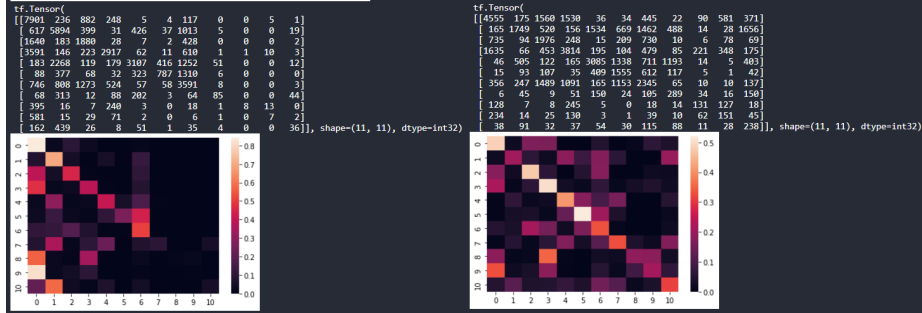 tf.Tensor(
[[7901 236 882 248 5 4 117 0 0 5 1]
[ 617 5894 399 31 426 37 1013 5 0 0 19]
[1640 183 1880 28 7 2 428 0 0 0 2]
[3591 146 223 2917 62 11 610 1 1 10 3]
[ 183 2268 119 179 3107 416 1252 51 0 0 12]
[ 88 377 68 32 323 787 1310 6 0 0 0]
[ 746 808 1273 524 57 58 3591 8 0 0 3]
[ 68 313 12 88 202 3 64 85 0 0 44]
[ 395 16 7 240 3 0 18 1 8 13 0]
[ 581 15 29 71 2 0 6 1 0 7 2]
[ 162 439 26 8 51 1 35 4 0 0 36]], shape=(11, 11), dtype=int32)
0 1 2 3 4 5 6 7 8 9 10
0 1 2 3 4 5 6 7 8 9 10
0.8
0.7
0.6
0.5
0.4
0.3
0.2
0.1
0.0
tf.Tensor(
[[4555 175 1560 1530 36 34 445 22 90 581 371]
[ 165 1749 520 156 1534 669 1462 488 14 28 1656]
[ 735 94 1976 248 15 209 730 10 6 78 69]
[1635 66 453 3814 195 104 479 85 221 348 175]
[ 46 505 122 165 3085 1338 711 1193 14 5 403]
[ 15 93 107 35 409 1555 612 117 5 1 42]
[ 356 247 1489 1091 165 1153 2345 65 10 10 137]
[ 6 45 9 51 150 24 105 289 34 16 150]
[ 128 7 8 245 5 0 18 14 131 127 18]
[ 234 14 25 130 3 1 39 10 62 151 45]
[ 38 91 32 37 54 30 115 88 11 28 238]], shape=(11, 11), dtype=int32)
0 1 2 3 4 5 6 7 8 9 10
0 1 2 3 4 5 6 7 8 9 10
0.5
0.4
0.3
0.2
0.1
0.0